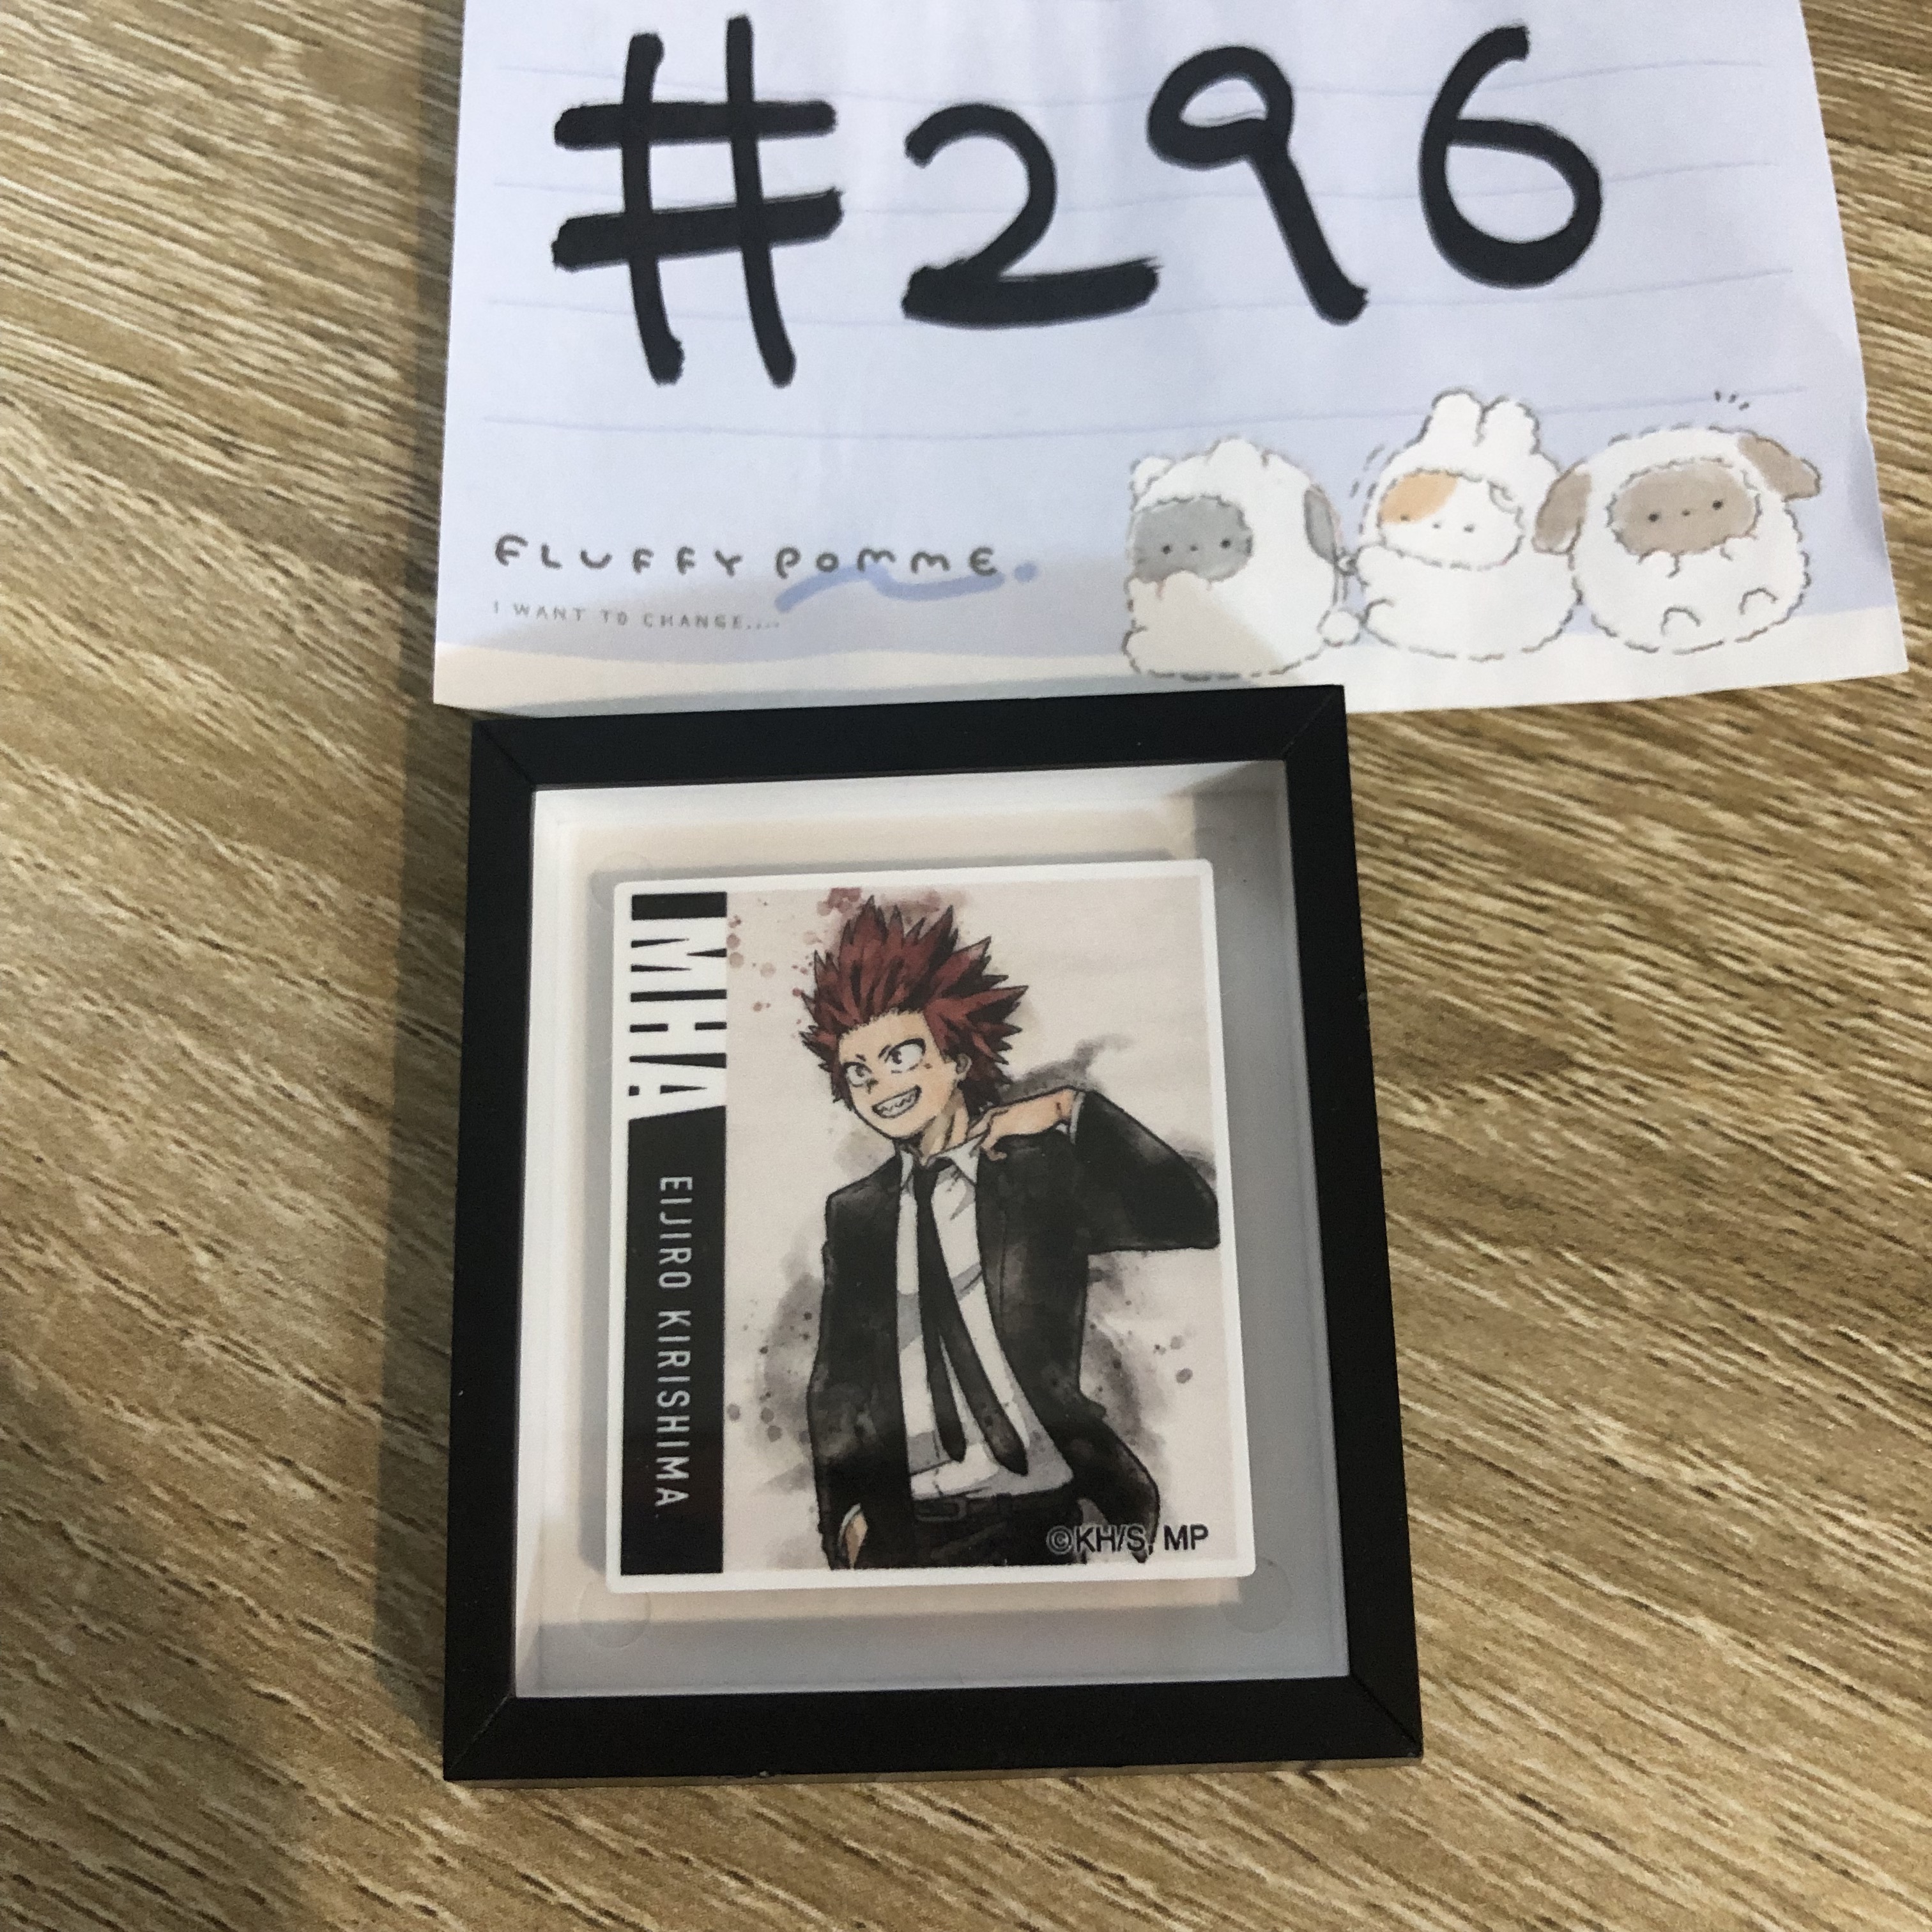 #296
FLUFFY POMME.
I WANT TO CHANGE....
MHA
EIJIRO KIRISHIMA
©KH/S, MP